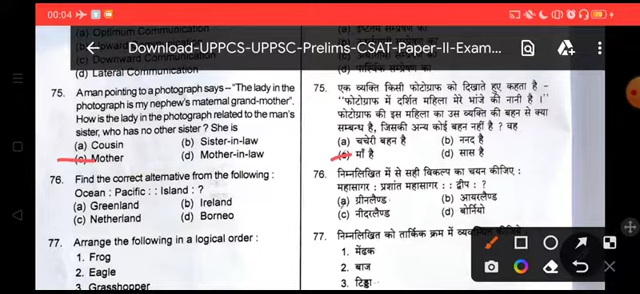 00:04
Download-UPPCS-UPPSC-Prelims-CSAT-Paper-II-Exam...
(a) Optimum Communication
(c) Downward Communication
(d) Lateral Communication
75. A man pointing to a photograph says – "The lady in the
photograph is my nephew's maternal grand-mother".
How is the lady in the photograph related to the man's
sister, who has no other sister ? She is
(a) Cousin (b) Sister-in-law
(c) Mother (d) Mother-in-law
76. Find the correct alternative from the following :
Ocean : Pacific : : Island : ?
(a) Greenland (b) Ireland
(c) Netherland (d) Borneo
77. Arrange the following in a logical order :
1. Frog
2. Eagle
3. Grasshopper
75. एक व्यक्ति किसी फोटोग्राफ को दिखाते हुए कहता है -
"फोटोग्राफ में दर्शित महिला मेरे भांजे की नानी है ।"
फोटोग्राफ की इस महिला का उस व्यक्ति की बहन से क्या
सम्बन्ध है, जिसकी अन्य कोई बहन नहीं है ? वह
(a) चचेरी बहन है (b) ननद है
(c) माँ है (d) सास है
76. निम्नलिखित में से सही विकल्प का चयन कीजिए :
महासागर : प्रशांत महासागर : : द्वीप : ?
(a) ग्रीनलैण्ड (b) आयरलैण्ड
(c) नीदरलैण्ड (d) बोर्नियो
77. निम्नलिखित को तार्किक क्रम में
1. मेंढक
2. बाज
3. टिड्डा